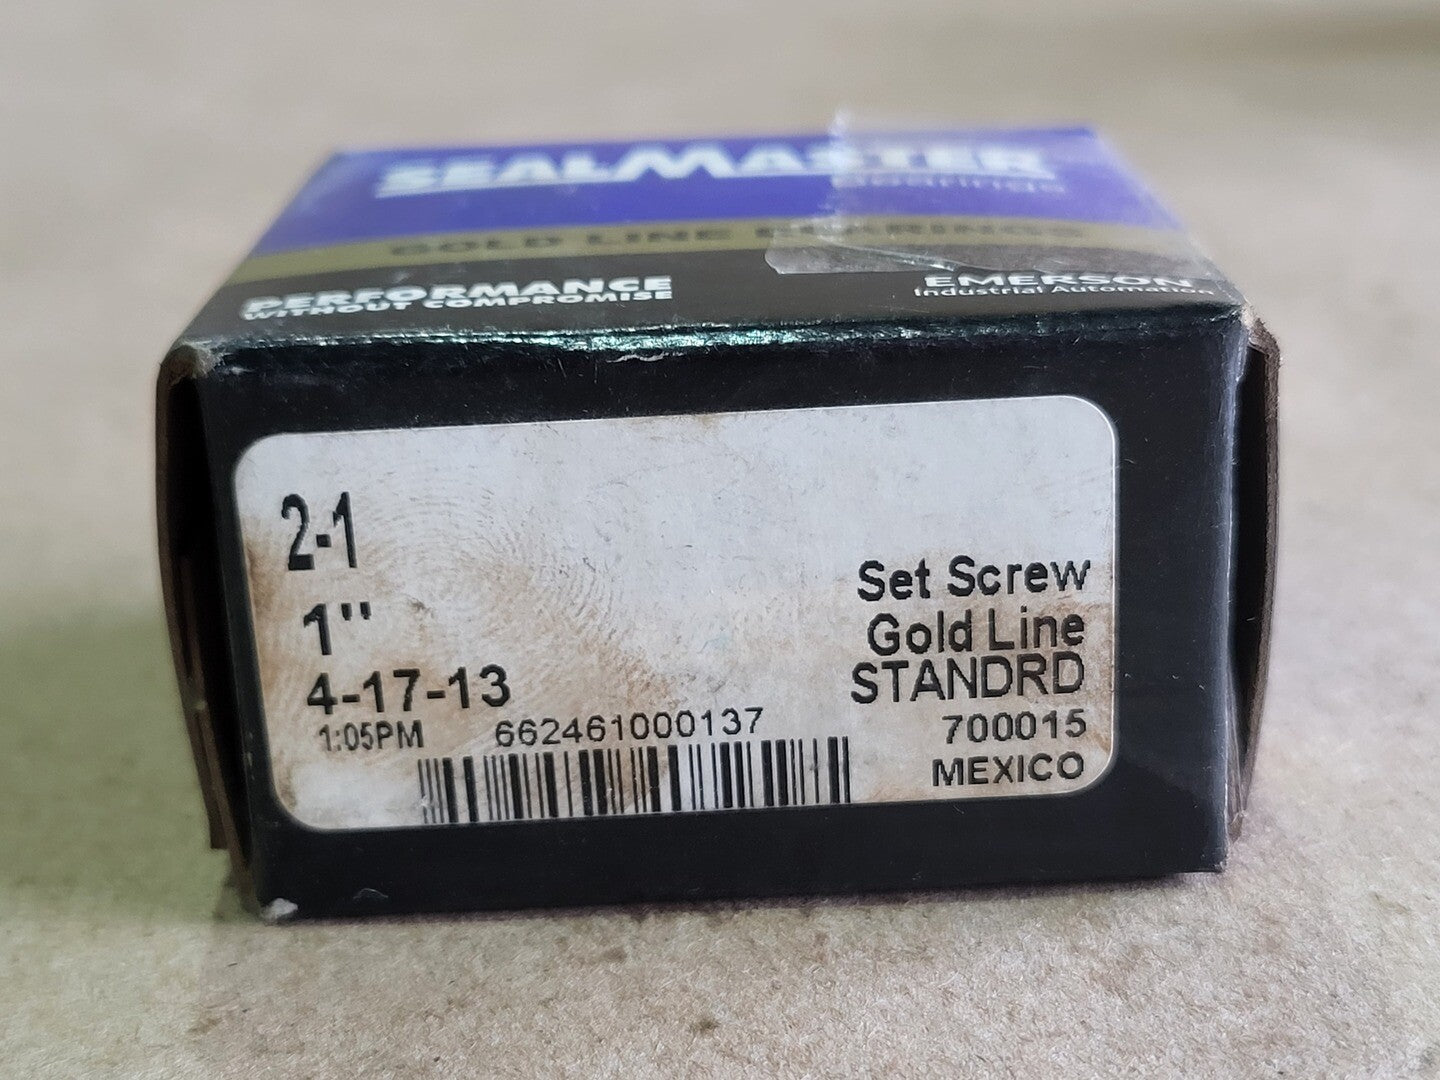 SEALMASTER
Bearings
GOLD LINE BEARINGS
PERFORMANCE
WITHOUT COMPROMISE
EMERSON
Industrial Automation
2-1
1"
4-17-13
1:05PM
662461000137
Set Screw
Gold Line
STANDRD
700015
MEXICO